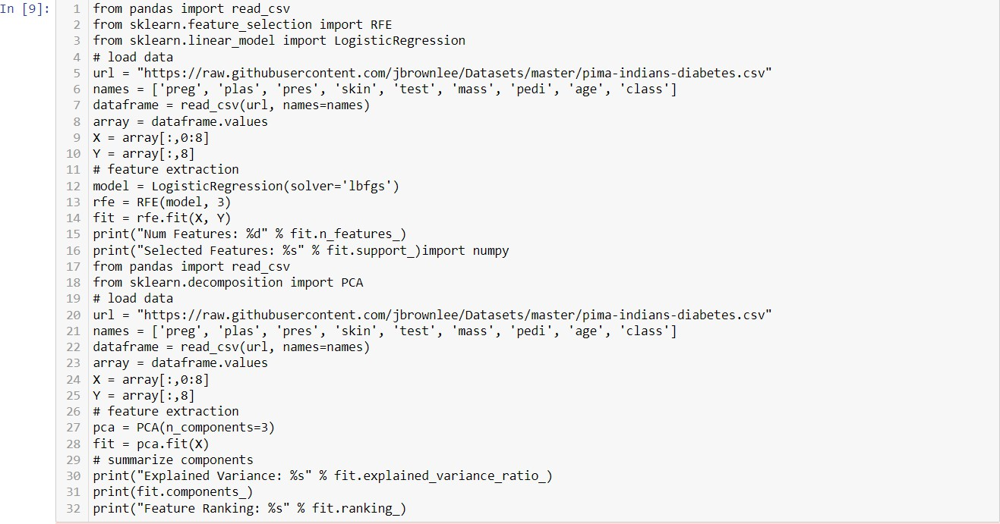 In [9]:
1 from pandas import read_csv
2 from sklearn.feature_selection import RFE
3 from sklearn.linear_model import LogisticRegression
4 # load data
5 url = "https://raw.githubusercontent.com/jbrownlee/Datasets/master/pima-indians-diabetes.csv"
6 names = ['preg', 'plas', 'pres', 'skin', 'test', 'mass', 'pedi', 'age', 'class']
7 dataframe = read_csv(url, names=names)
8 array = dataframe.values
9 X = array[:,0:8]
10 Y = array[:,8]
11 # feature extraction
12 model = LogisticRegression(solver='lbfgs')
13 rfe = RFE(model, 3)
14 fit = rfe.fit(X, Y)
15 print("Num Features: %d" % fit.n_features_)
16 print("Selected Features: %s" % fit.support_)import numpy
17 from pandas import read_csv
18 from sklearn.decomposition import PCA
19 # load data
20 url = "https://raw.githubusercontent.com/jbrownlee/Datasets/master/pima-indians-diabetes.csv"
21 names = ['preg', 'plas', 'pres', 'skin', 'test', 'mass', 'pedi', 'age', 'class']
22 dataframe = read_csv(url, names=names)
23 array = dataframe.values
24 X = array[:,0:8]
25 Y = array[:,8]
26 # feature extraction
27 pca = PCA(n_components=3)
28 fit = pca.fit(X)
29 # summarize components
30 print("Explained Variance: %s" % fit.explained_variance_ratio_)
31 print(fit.components_)
32 print("Feature Ranking: %s" % fit.ranking_)